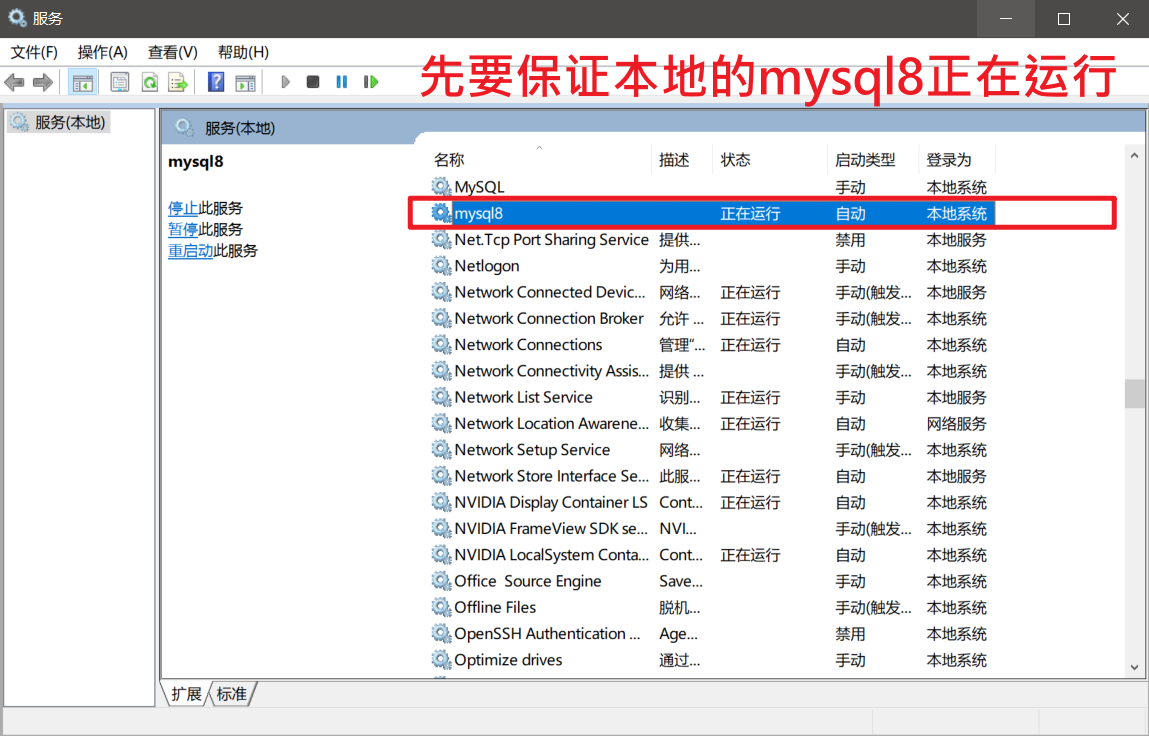 服务
文件(F) 操作(A) 查看(V) 帮助(H)
先要保证本地的mysql8正在运行
服务(本地)
服务(本地)
mysql8
停止此服务
暂停此服务
重启动此服务
名称 描述 状态 启动类型 登录为
MySQL 手动 本地系统
mysql8 正在运行 自动 本地系统
Net.Tcp Port Sharing Service 提供... 禁用 本地服务
Netlogon 为用... 手动 本地系统
Network Connected Devic... 网络... 正在运行 手动(触发... 本地服务
Network Connection Broker 允许 ... 正在运行 手动(触发... 本地系统
Network Connections 管理“... 正在运行 自动 本地系统
Network Connectivity Assis... 提供 ... 手动(触发... 本地系统
Network List Service 识别... 正在运行 手动 本地服务
Network Location Awarene... 收集... 正在运行 自动 网络服务
Network Setup Service 网络... 手动(触发... 本地系统
Network Store Interface Se... 此服... 正在运行 自动 本地服务
NVIDIA Display Container LS Cont... 正在运行 自动 本地系统
NVIDIA FrameView SDK se... NVI... 手动(触发... 本地系统
NVIDIA LocalSystem Conta... Cont... 正在运行 自动 本地系统
Office  Source Engine Save... 手动 本地系统
Offline Files 脱机... 手动(触发... 本地系统
OpenSSH Authentication ... Age... 禁用 本地系统
Optimize drives 通过... 手动 本地系统
扩展 标准